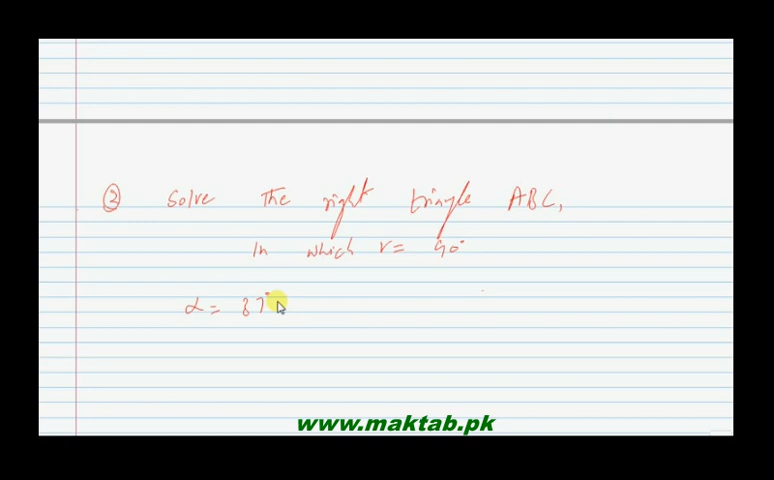 ② Solve The right triangle ABC,
In which r = 90°
α = 37°
www.maktab.pk